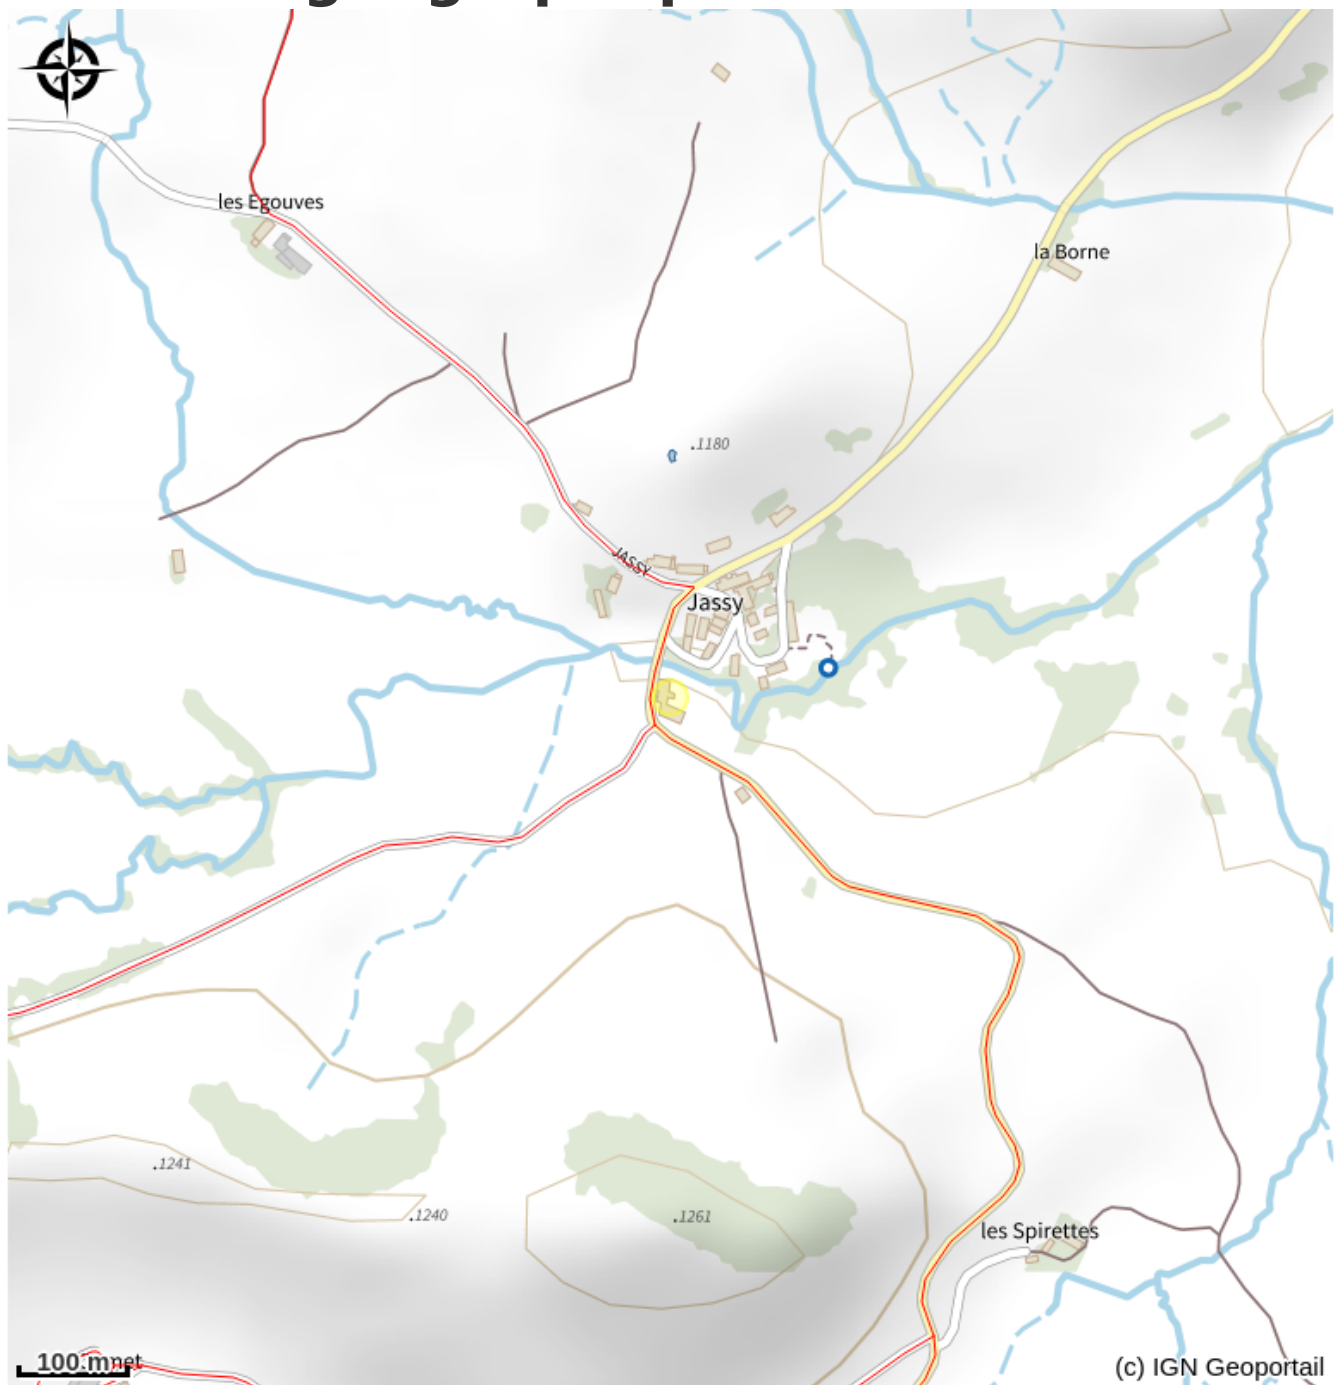 les Egouves
la Borne
.1180
JASSY
Jassy
.1241
.1240
.1261
les Spirettes
100 m
(c) IGN Geoportail